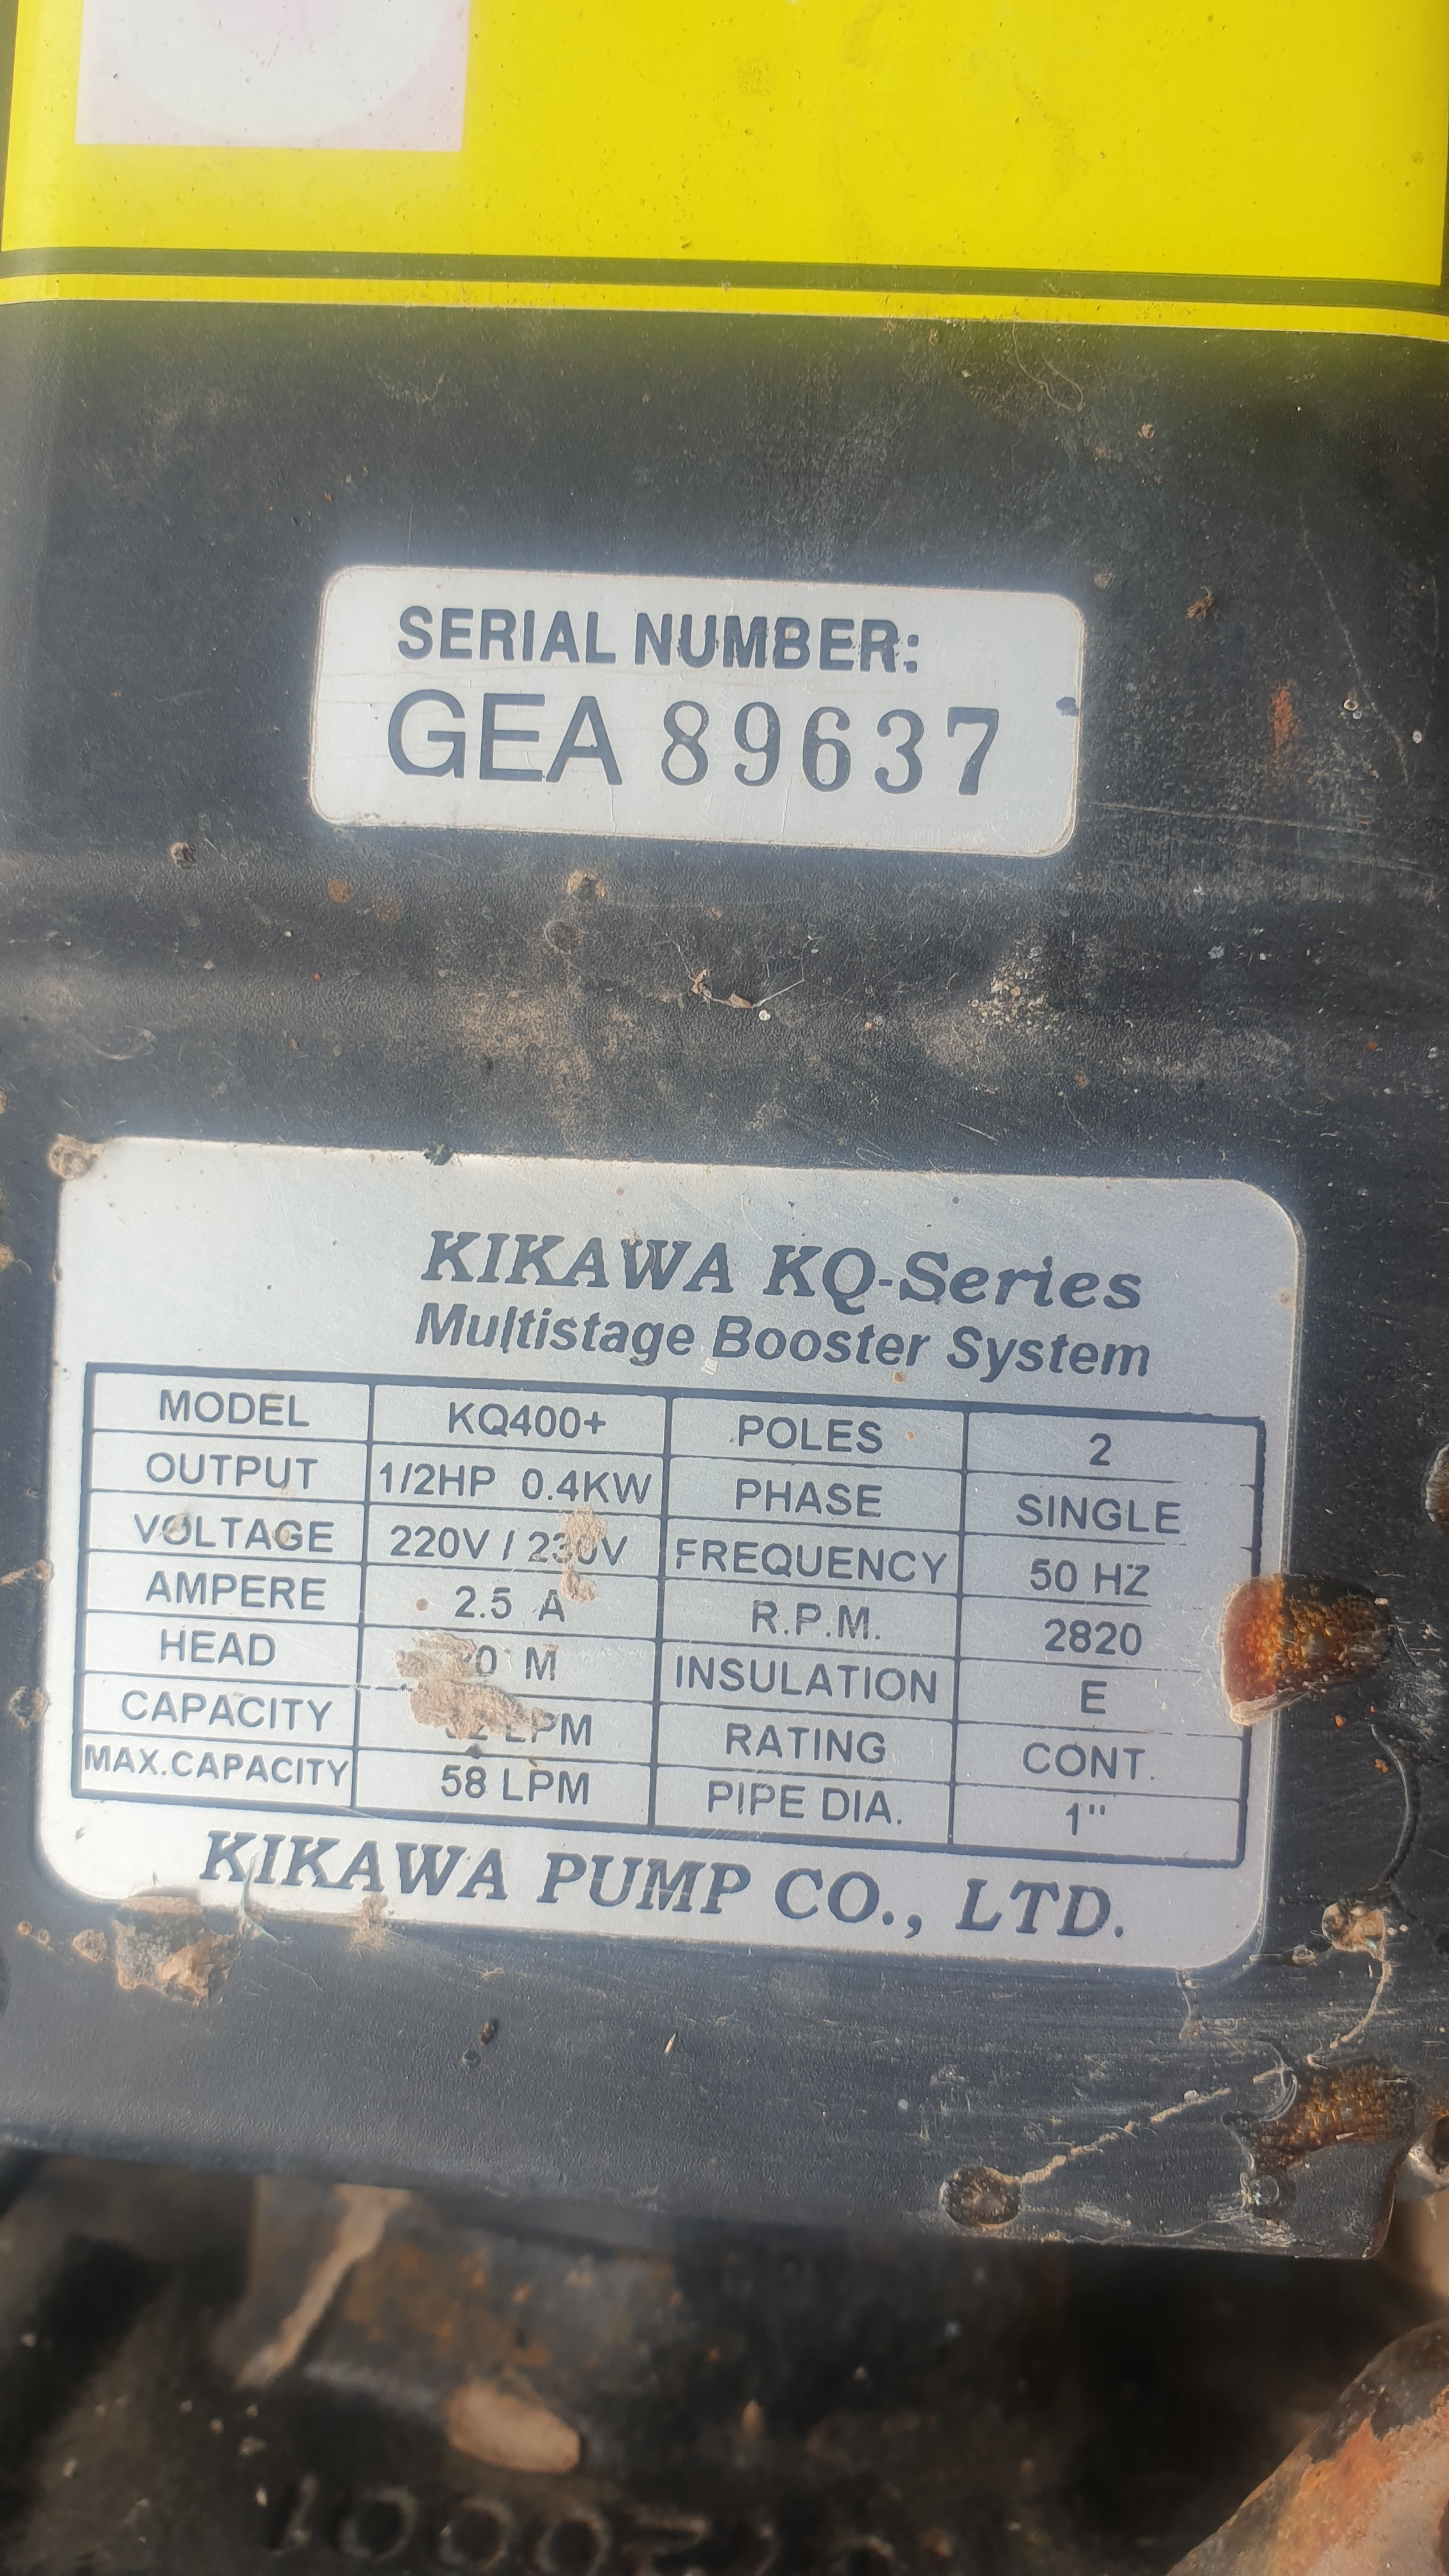 SERIAL NUMBER:
GEA 89637
KIKAWA KQ-Series
Multistage Booster System
MODEL KQ400+ POLES 2
OUTPUT 1/2HP 0.4KW PHASE SINGLE
VOLTAGE 220V / 230V FREQUENCY 50 HZ
AMPERE 2.5 A R.P.M. 2820
HEAD M INSULATION E
CAPACITY LPM RATING CONT.
MAX.CAPACITY 58 LPM PIPE DIA. 1"
KIKAWA PUMP CO., LTD.